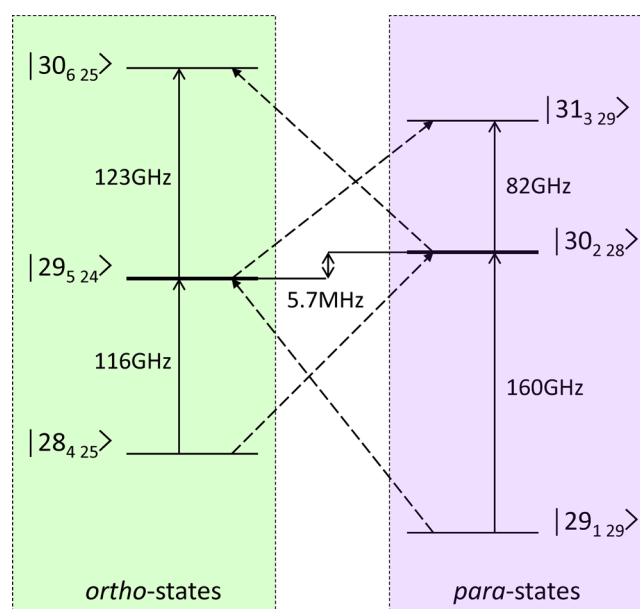 |30₆ ₂₅⟩
123GHz
|29₅ ₂₄⟩
116GHz
|28₄ ₂₅⟩
ortho-states
5.7MHz
|31₃ ₂₉⟩
82GHz
|30₂ ₂₈⟩
160GHz
|29₁ ₂₉⟩
para-states